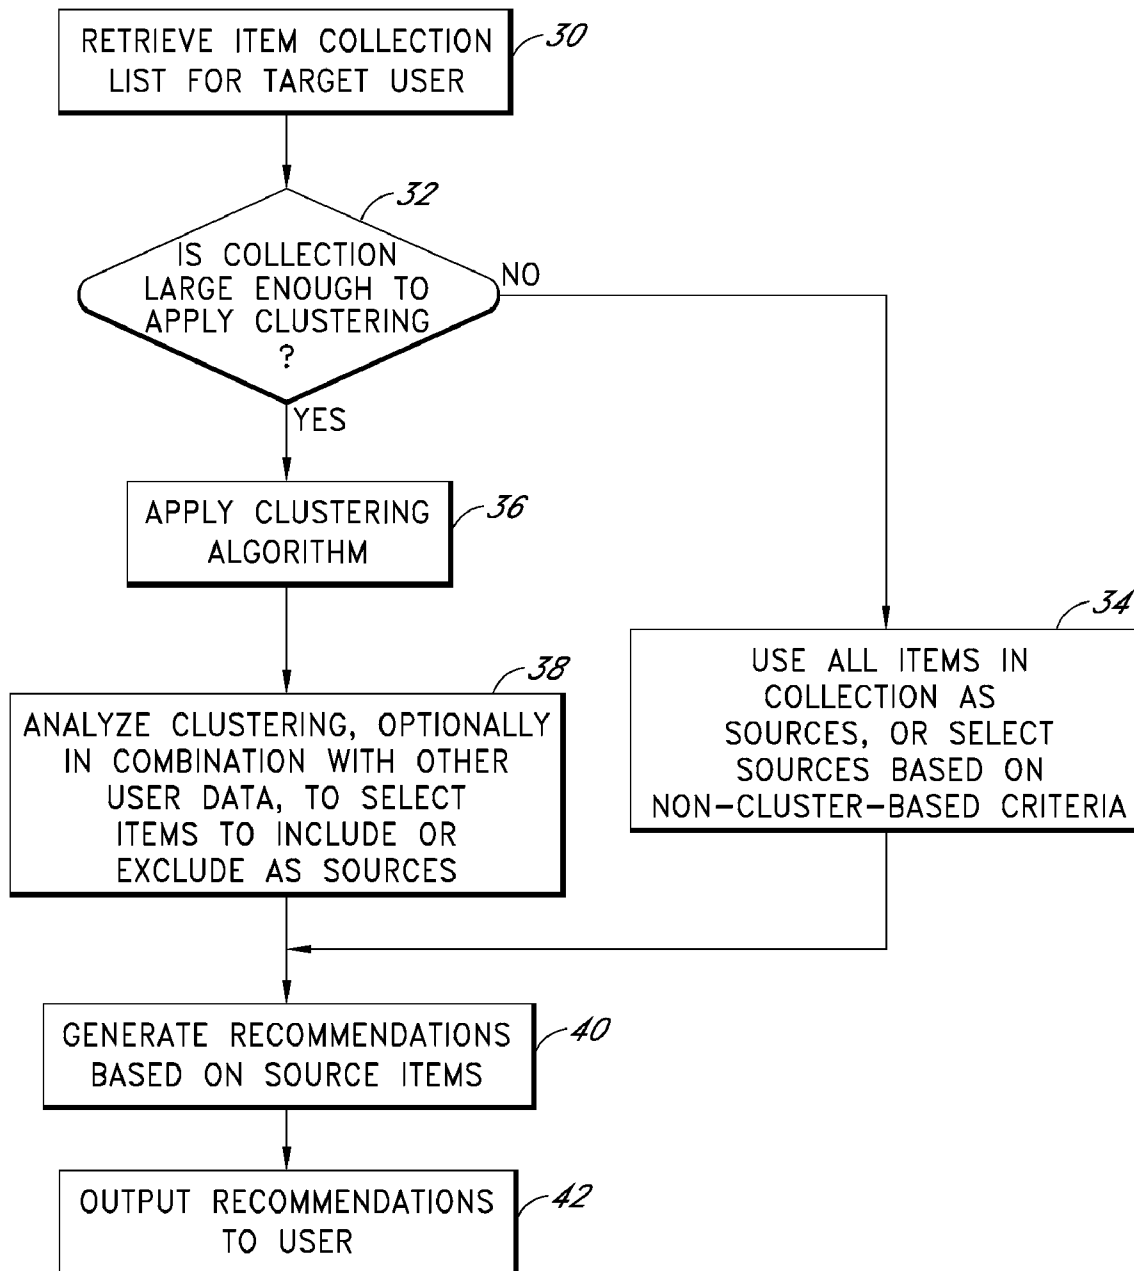 RETRIEVE ITEM COLLECTION
LIST FOR TARGET USER
30
32
IS COLLECTION
LARGE ENOUGH TO
APPLY CLUSTERING
?
NO
YES
APPLY CLUSTERING
ALGORITHM
36
34
USE ALL ITEMS IN
COLLECTION AS
SOURCES, OR SELECT
SOURCES BASED ON
NON-CLUSTER-BASED CRITERIA
38
ANALYZE CLUSTERING, OPTIONALLY
IN COMBINATION WITH OTHER
USER DATA, TO SELECT
ITEMS TO INCLUDE OR
EXCLUDE AS SOURCES
GENERATE RECOMMENDATIONS
BASED ON SOURCE ITEMS
40
OUTPUT RECOMMENDATIONS
TO USER
42